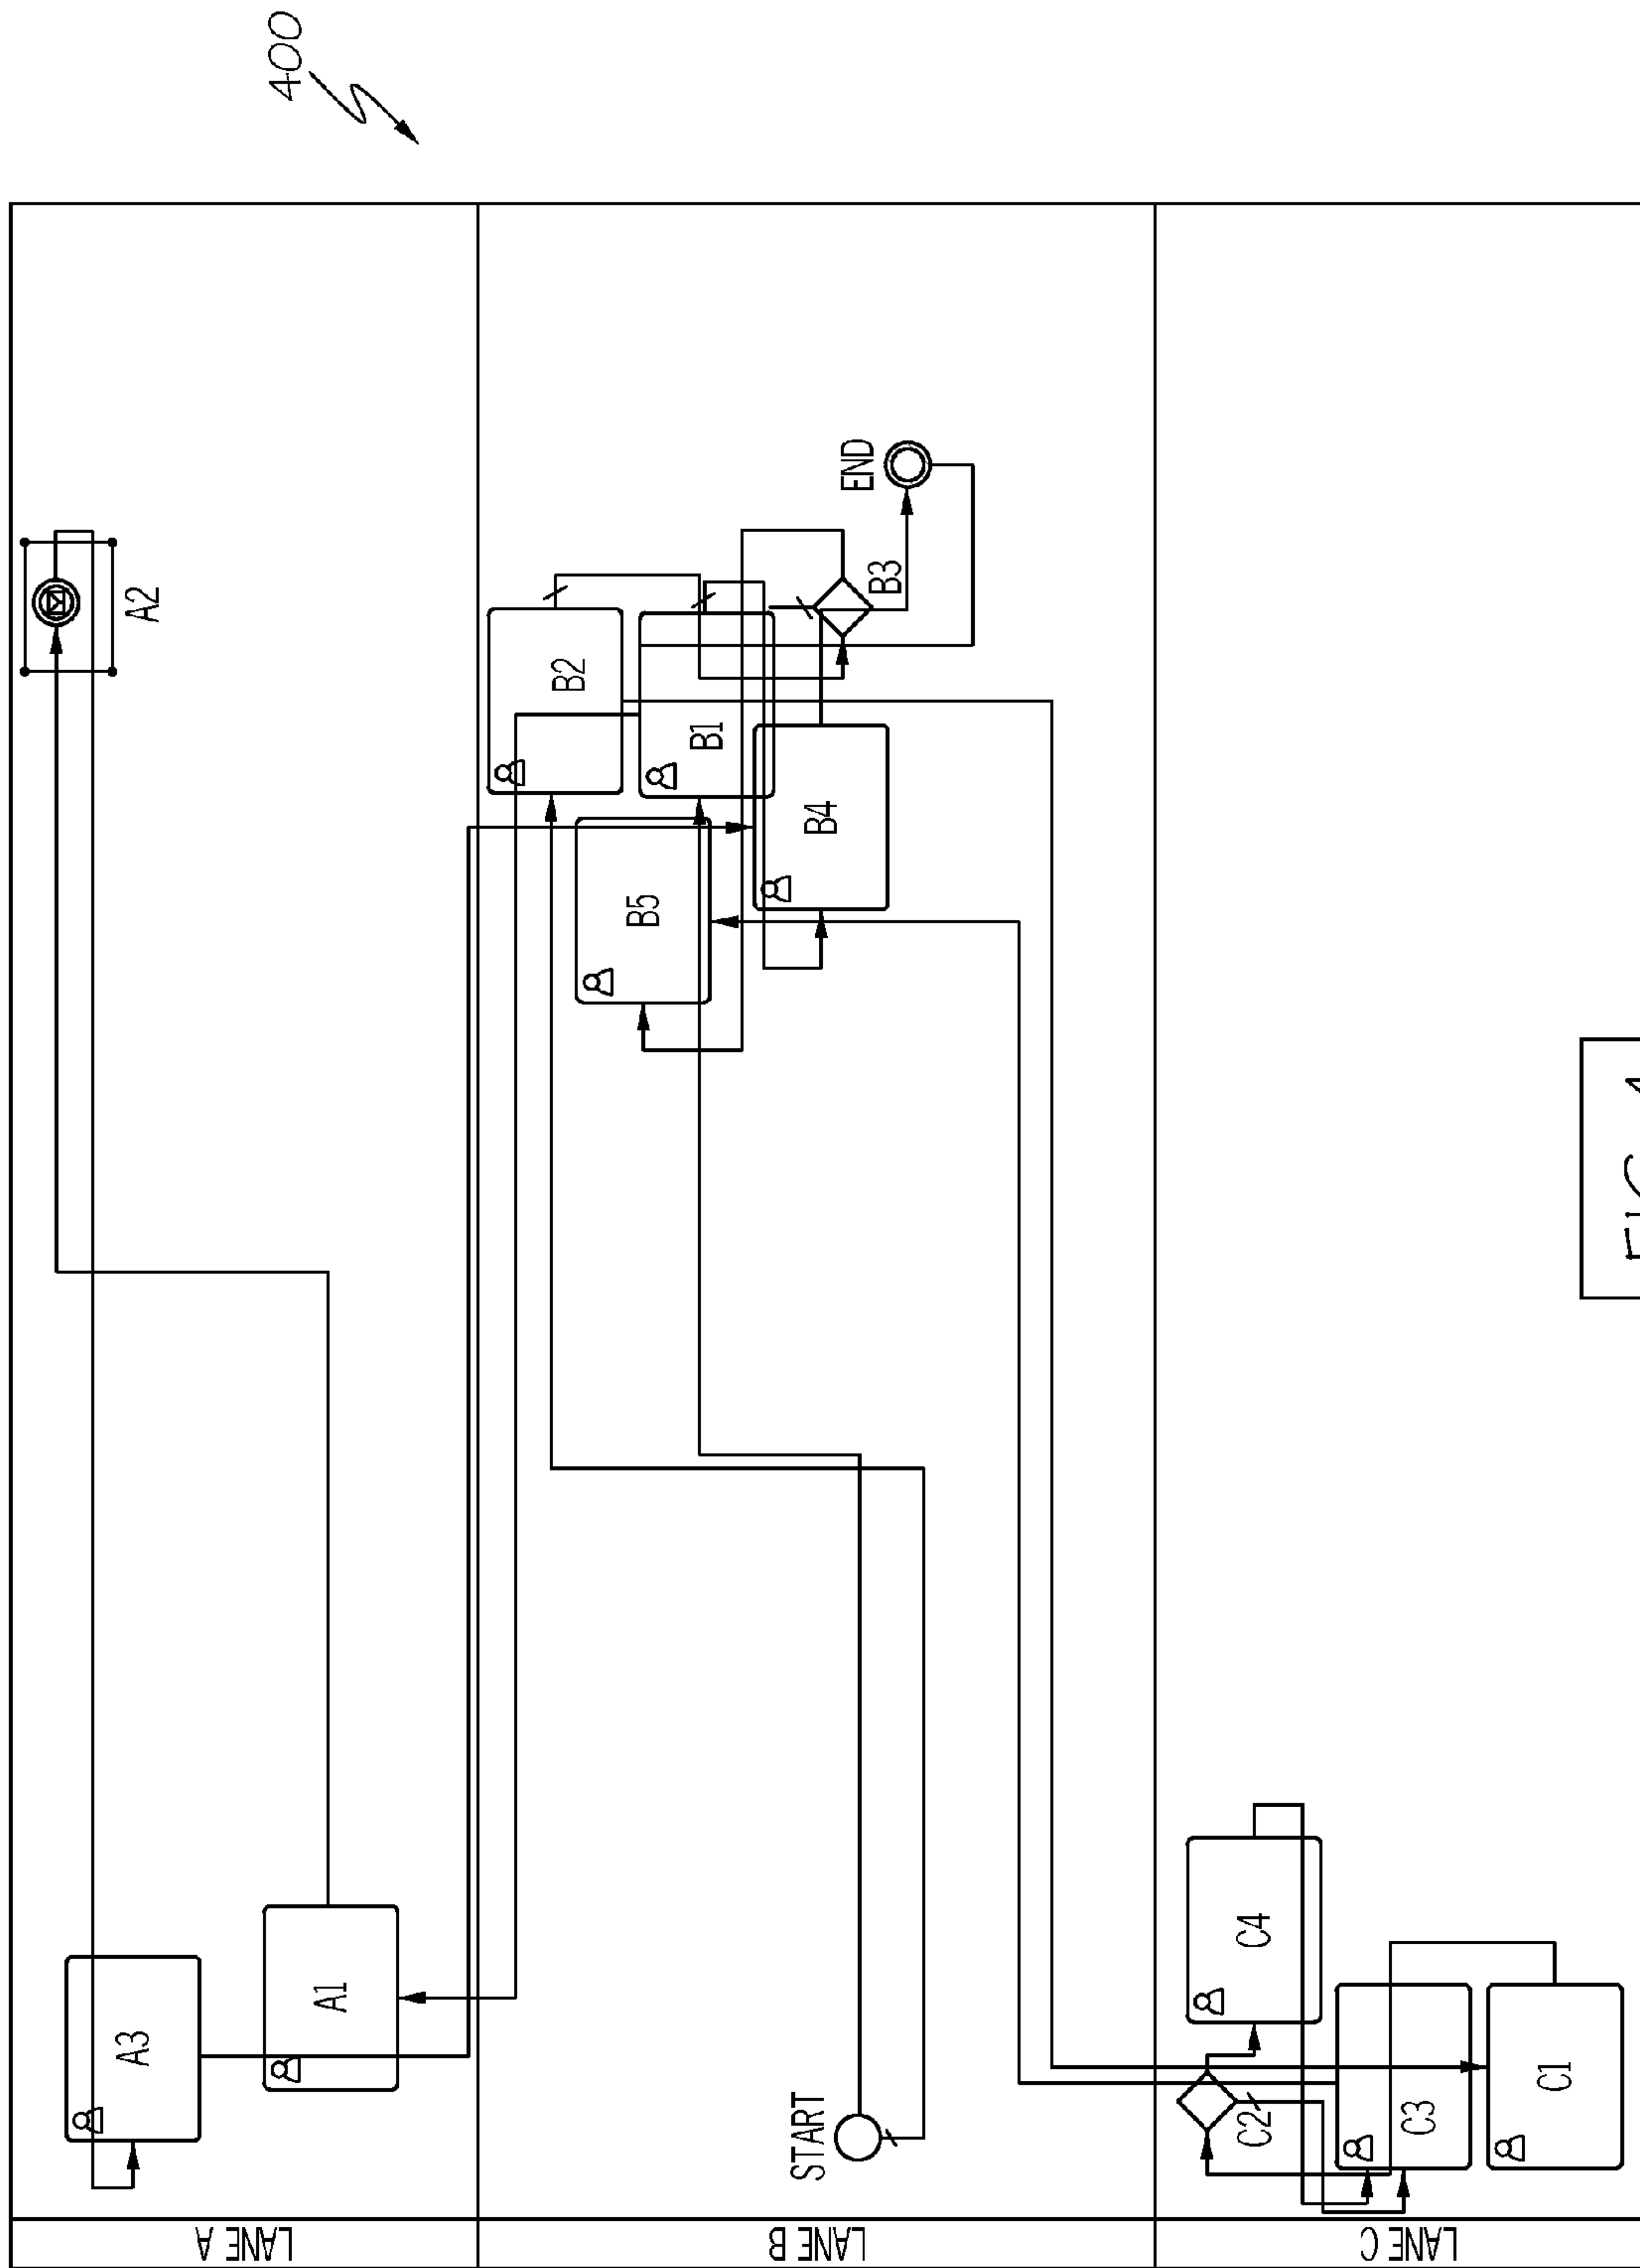 400
LANE A
A3
A1
A2
LANE B
START
B5
B2
B1
B4
B3
END
LANE C
C2
C4
C3
C1